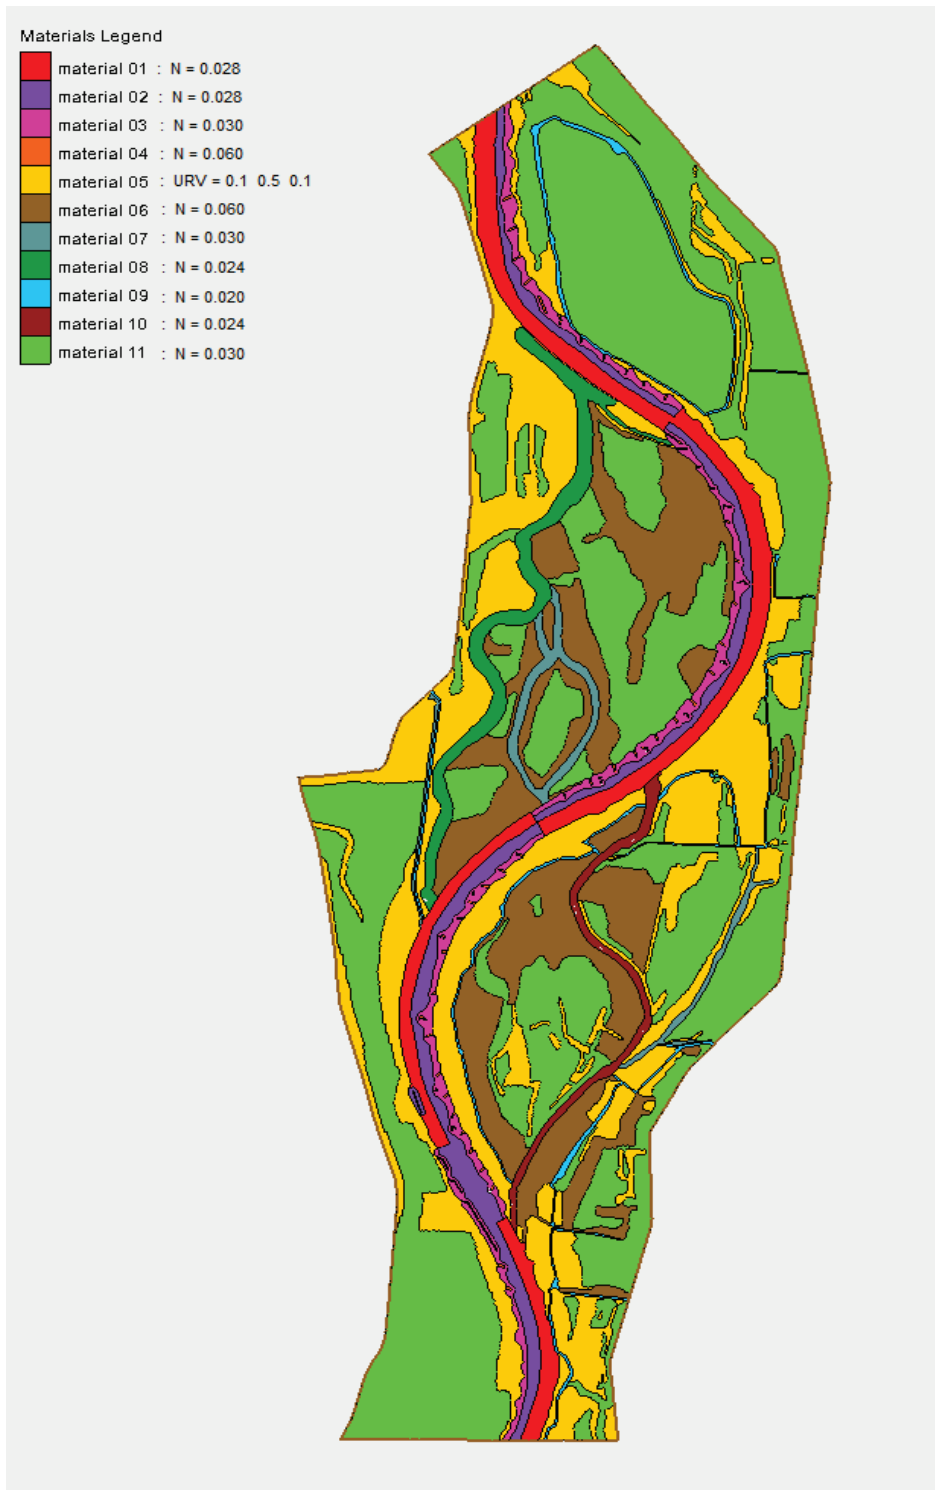 Materials Legend
material 01 : N = 0.028
material 02 : N = 0.028
material 03 : N = 0.030
material 04 : N = 0.060
material 05 : URV = 0.1 0.5 0.1
material 06 : N = 0.060
material 07 : N = 0.030
material 08 : N = 0.024
material 09 : N = 0.020
material 10 : N = 0.024
material 11 : N = 0.030